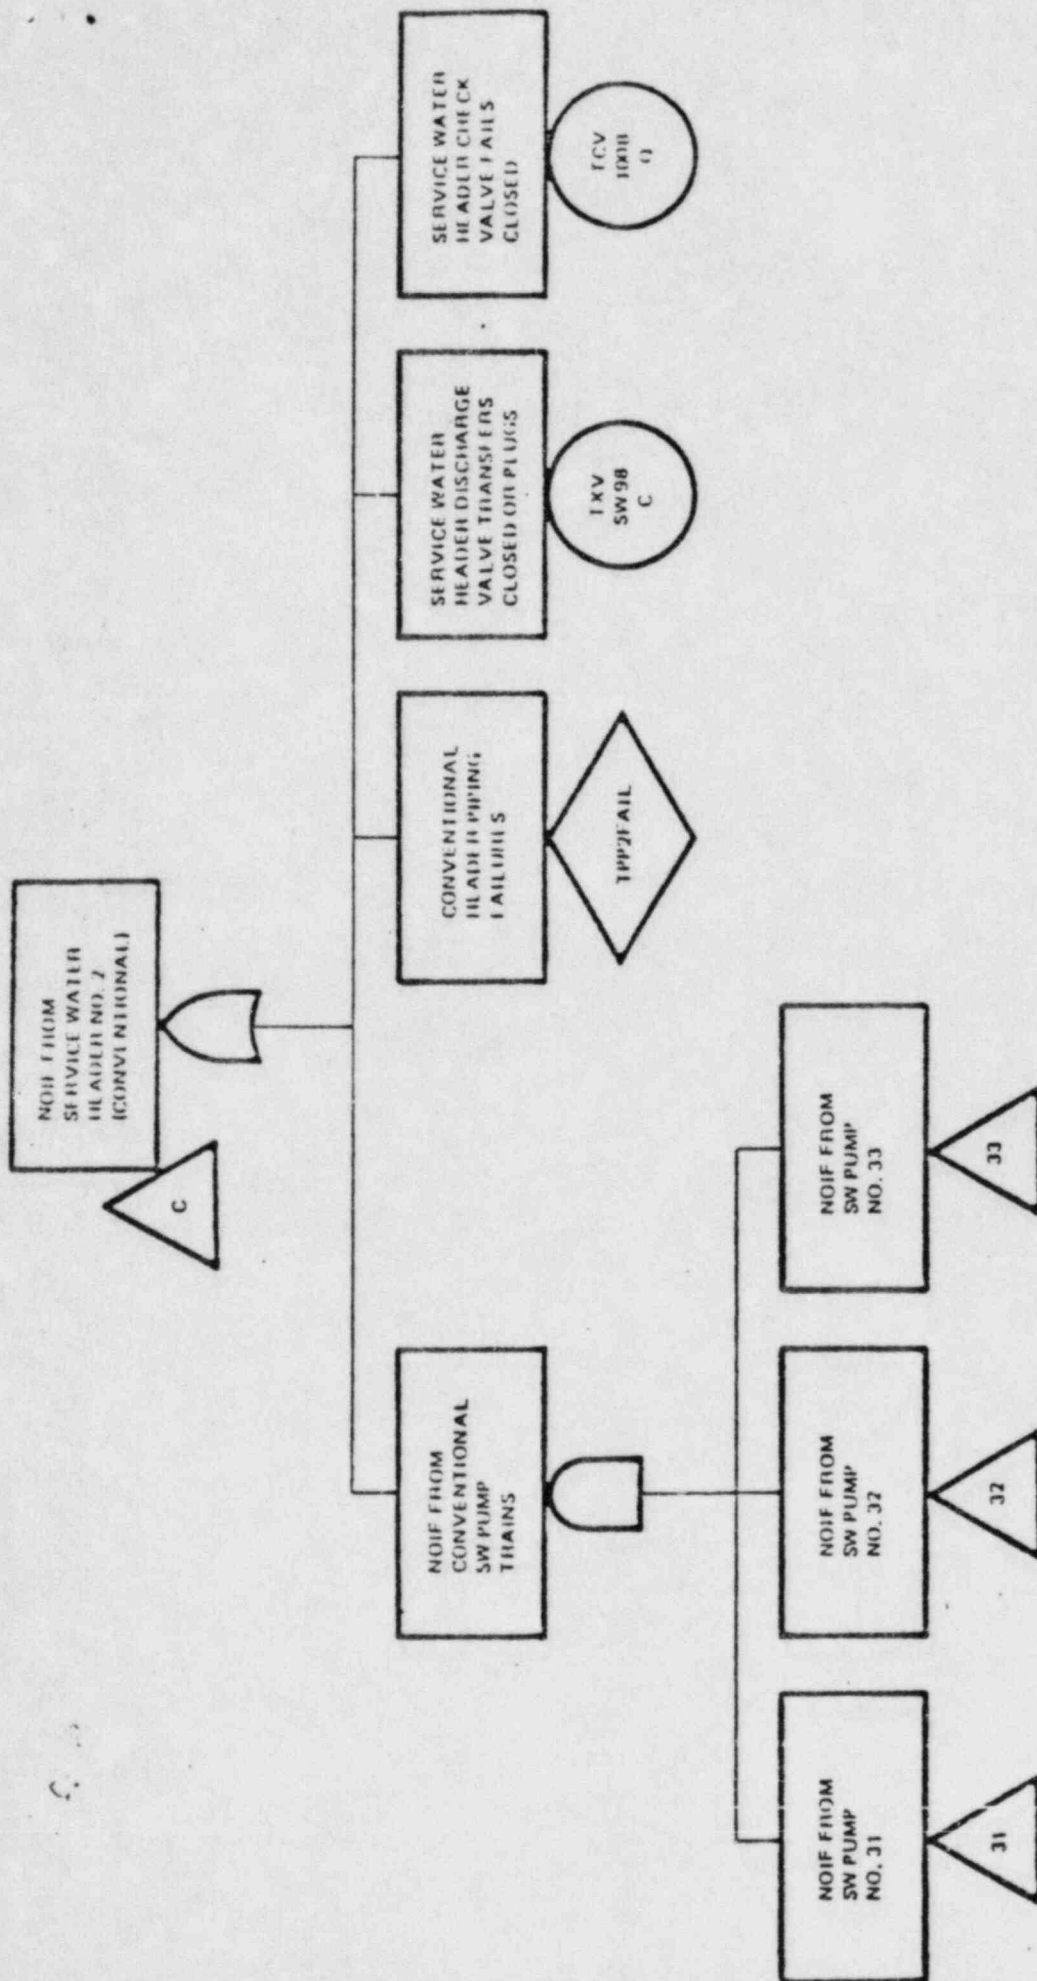 NOIF FROM
SERVICE WATER
HEADER NO. 2
(CONVENTIONAL)
C
NOIF FROM
CONVENTIONAL
SW PUMP
TRAINS
CONVENTIONAL
HEADER PIPING
FAILURES
TPP2FAIL
SERVICE WATER
HEADER DISCHARGE
VALVE TRANSFERS
CLOSED OR PLUGS
TXV
SW 98
C
SERVICE WATER
HEADER CHECK
VALVE FAILS
CLOSED
TCV
NOIF FROM
SW PUMP
NO. 31
31
NOIF FROM
SW PUMP
NO. 32
32
NOIF FROM
SW PUMP
NO. 33
33